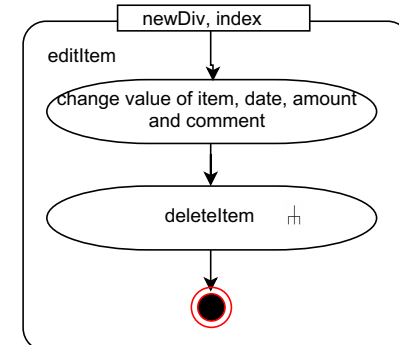 newDiv, index
editItem
change value of item, date, amount
and comment
deleteItem